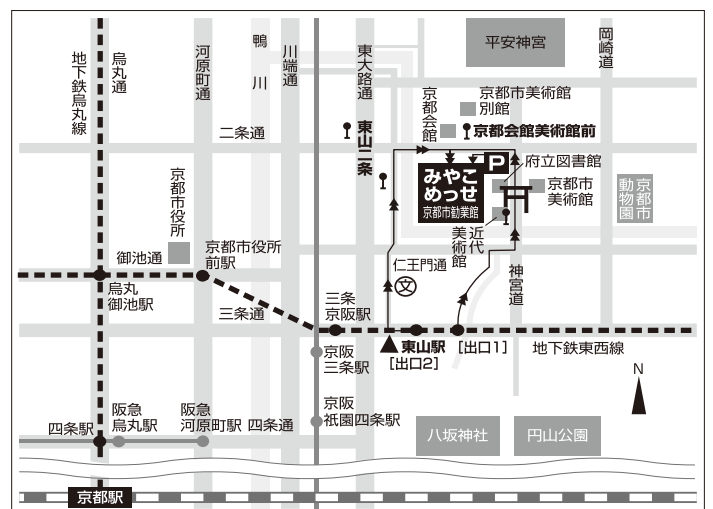 平安神宮
岡崎道
地下鉄烏丸線
烏丸通
河原町通
鴨川
川端通
東大路通
京都会館
京都市美術館
別館
京都会館美術館前
東山二条
二条通
P
府立図書館
みやこ
めっせ
京都市勧業館
京都市
美術館
京都市
動物園
近代
美術館
京都市役所
御池通
京都市役所
前駅
仁王門通
文
神宮道
烏丸
御池駅
三条通
三条
京阪駅
東山駅
[出口2]
[出口1]
地下鉄東西線
京阪
三条駅
N
四条駅
阪急
烏丸駅
阪急
河原町駅
四条通
京阪
祇園四条駅
八坂神社
円山公園
京都駅